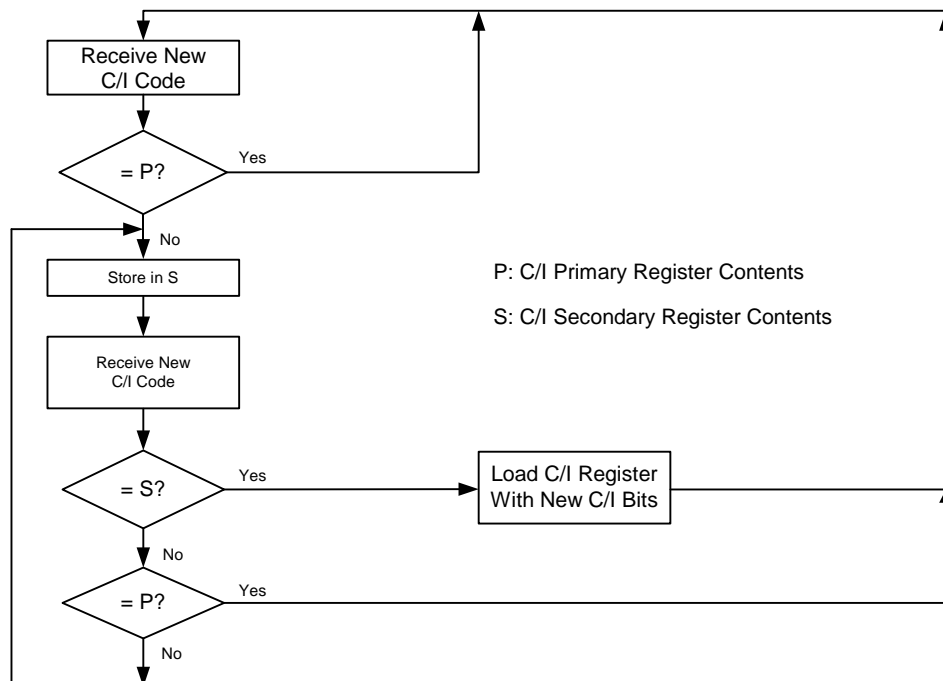 Receive New
C/I Code
= P?
Yes
No
Store in S
P: C/I Primary Register Contents
S: C/I Secondary Register Contents
Receive New
C/I Code
= S?
Yes
Load C/I Register
With New C/I Bits
No
= P?
Yes
No